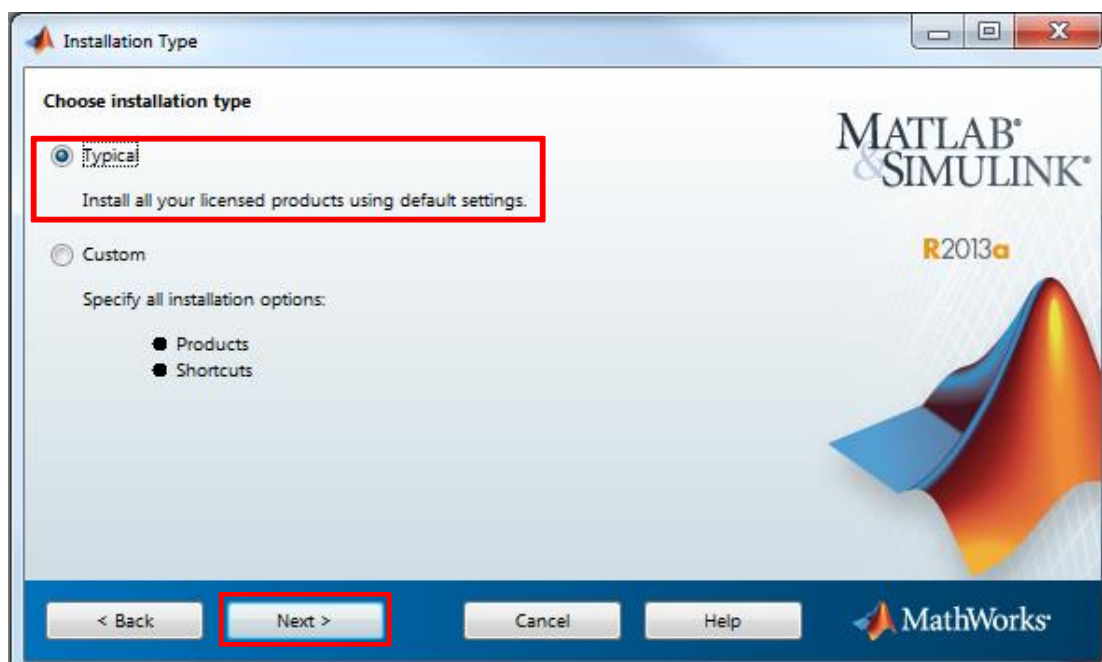 Installation Type
Choose installation type
Typical
Install all your licensed products using default settings.
Custom
Specify all installation options:
Products
Shortcuts
MATLAB®
&SIMULINK®
R2013a
< Back
Next >
Cancel
Help
MathWorks®